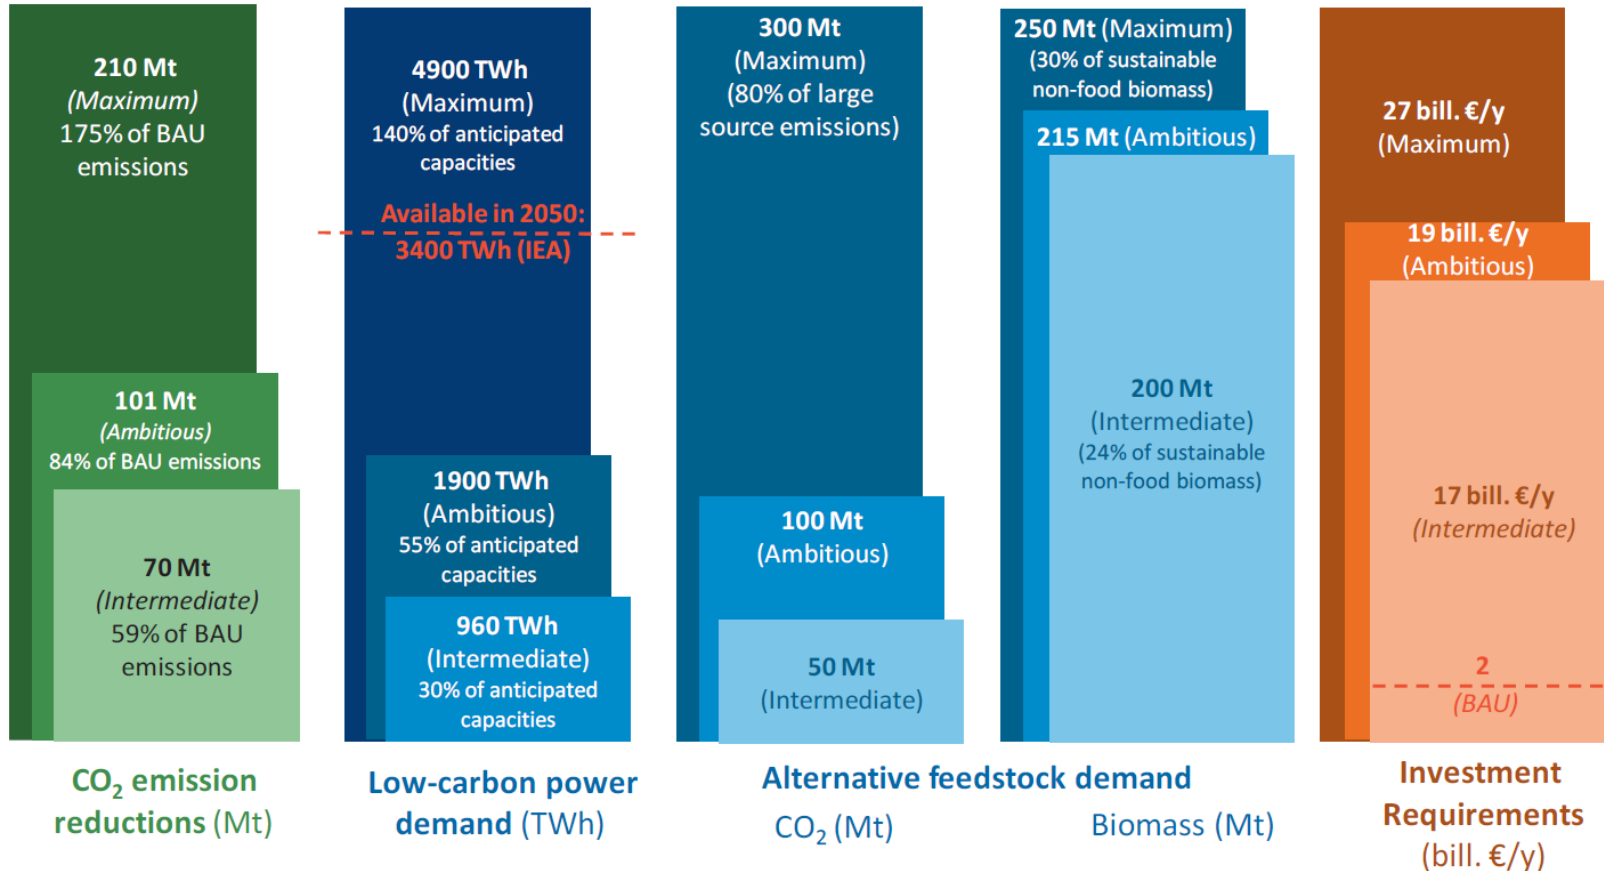 210 Mt
(Maximum)
175% of BAU
emissions
101 Mt
(Ambitious)
84% of BAU emissions
70 Mt
(Intermediate)
59% of BAU
emissions
CO₂ emission
reductions (Mt)
4900 TWh
(Maximum)
140% of anticipated
capacities
Available in 2050:
3400 TWh (IEA)
1900 TWh
(Ambitious)
55% of anticipated
capacities
960 TWh
(Intermediate)
30% of anticipated
capacities
Low-carbon power
demand (TWh)
300 Mt
(Maximum)
(80% of large
source emissions)
100 Mt
(Ambitious)
50 Mt
(Intermediate)
250 Mt (Maximum)
(30% of sustainable
non-food biomass)
215 Mt (Ambitious)
200 Mt
(Intermediate)
(24% of sustainable
non-food biomass)
Alternative feedstock demand
CO₂ (Mt)
Biomass (Mt)
27 bill. €/y
(Maximum)
19 bill. €/y
(Ambitious)
17 bill. €/y
(Intermediate)
2
(BAU)
Investment
Requirements
(bill. €/y)